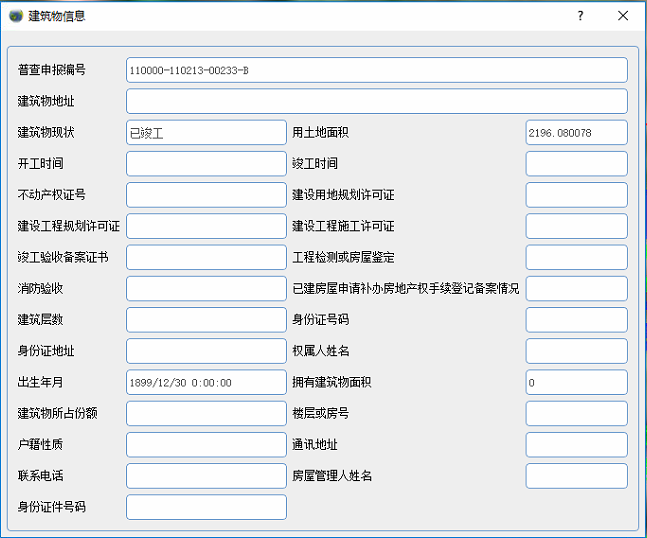 建筑物信息 ?
普查申报编号 110000-110213-00233-B
建筑物地址
建筑物现状 已竣工 用土地面积 2196.080078
开工时间 竣工时间
不动产权证号 建设用地规划许可证
建设工程规划许可证 建设工程施工许可证
竣工验收备案证书 工程检测或房屋鉴定
消防验收 已建房屋申请补办房地产权手续登记备案情况
建筑层数 身份证号码
身份证地址 权属人姓名
出生年月 1899/12/30 0:00:00 拥有建筑物面积 0
建筑物所占份额 楼层或房号
户籍性质 通讯地址
联系电话 房屋管理人姓名
身份证件号码